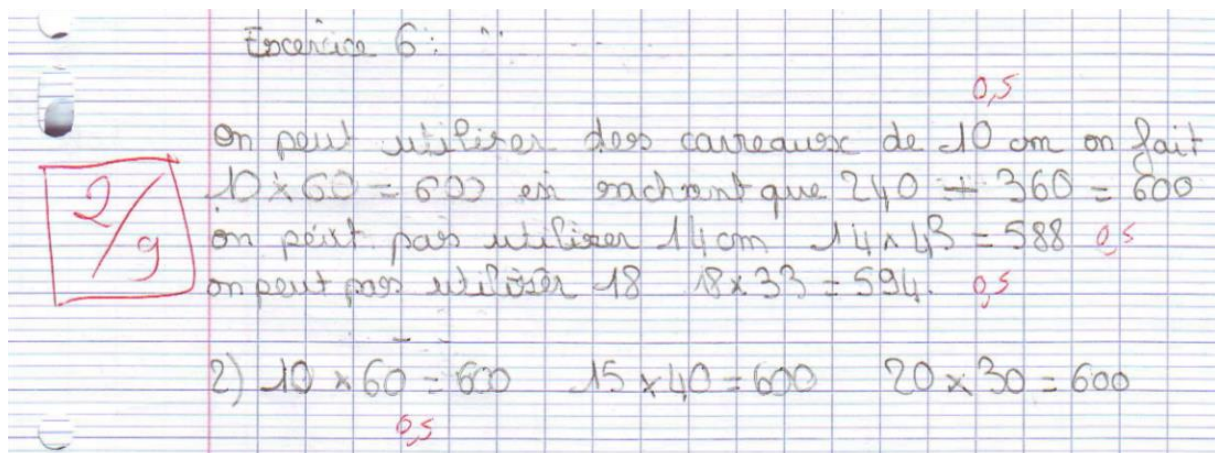 Excercice 6:
0,5
on peut utiliser des carreaux de 10 cm on fait
10 x 60 = 600 en sachant que 240 + 360 = 600
2/9
on peut pas utilizer 14 cm 14 x 43 = 588 0,5
on peut pas utiliser 18 18 x 33 = 594. 0,5
2) 10 x 60 = 600 15 x 40 = 600 20 x 30 = 600
0,5